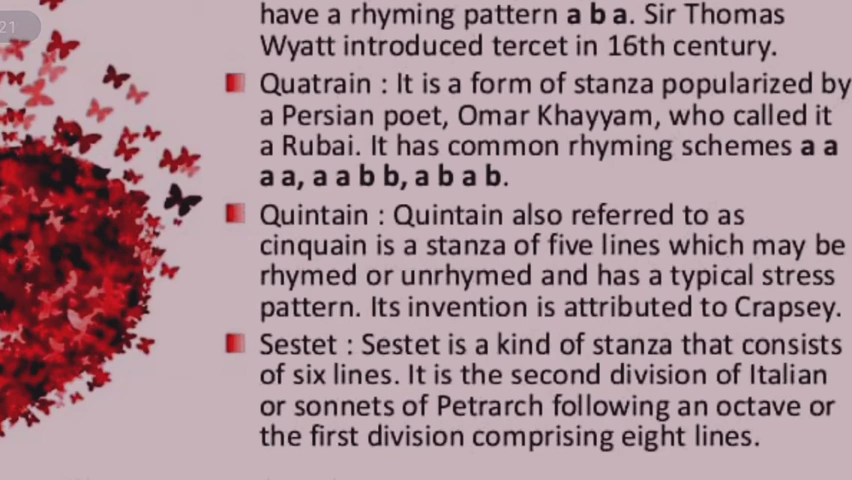 21
have a rhyming pattern a b a. Sir Thomas
Wyatt introduced tercet in 16th century.
Quatrain : It is a form of stanza popularized by
a Persian poet, Omar Khayyam, who called it
a Rubai. It has common rhyming schemes a a
a a, a a b b, a b a b.
Quintain : Quintain also referred to as
cinquain is a stanza of five lines which may be
rhymed or unrhymed and has a typical stress
pattern. Its invention is attributed to Crapsey.
Sestet : Sestet is a kind of stanza that consists
of six lines. It is the second division of Italian
or sonnets of Petrarch following an octave or
the first division comprising eight lines.